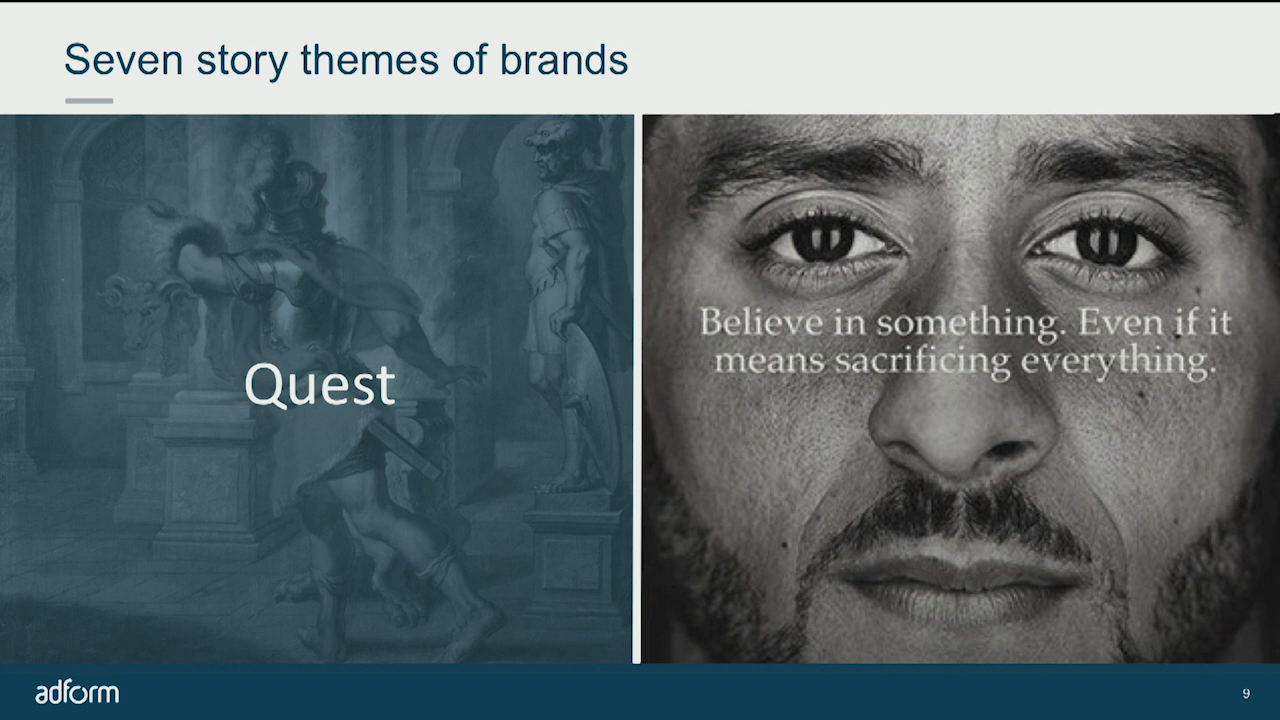 Seven story themes of brands
Quest
Believe in something. Even if it
means sacrificing everything.
adform
9